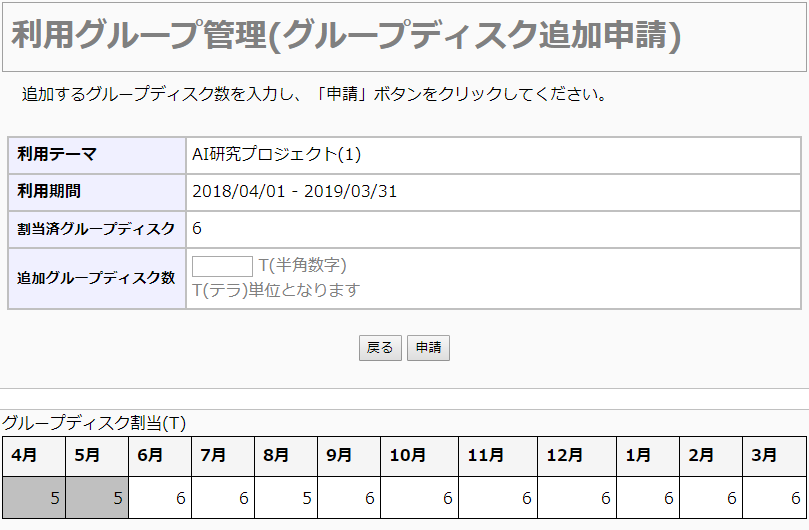 利用グループ管理(グループディスク追加申請)
追加するグループディスク数を入力し、「申請」ボタンをクリックしてください。
利用テーマ AI研究プロジェクト(1)
利用期間 2018/04/01 - 2019/03/31
割当済グループディスク 6
追加グループディスク数 T(半角数字)
T(テラ)単位となります
戻る 申請
グループディスク割当(T)
4月 5月 6月 7月 8月 9月 10月 11月 12月 1月 2月 3月
5 5 6 6 5 6 6 6 6 6 6 6